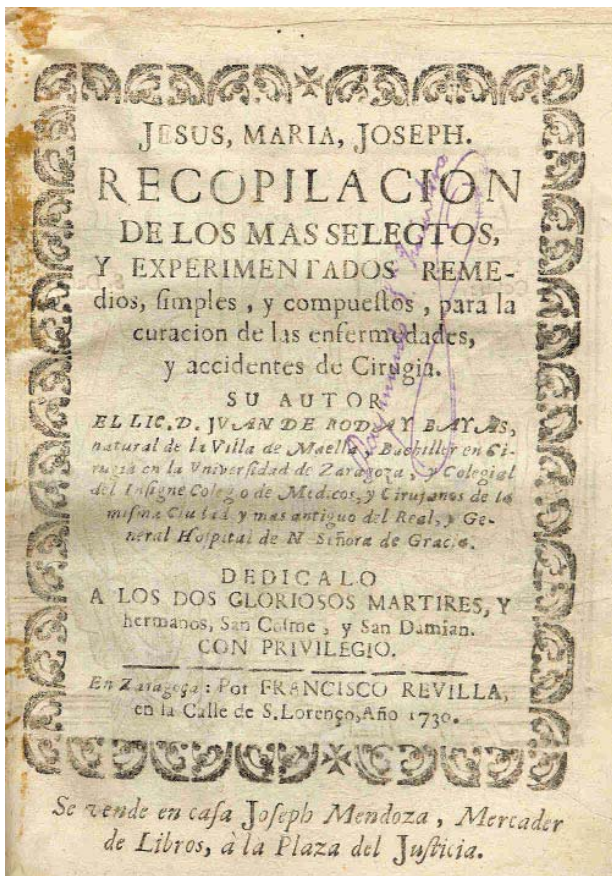 JESUS, MARIA, JOSEPH.
RECOPILACION
DE LOS MAS SELECTOS,
Y EXPERIMENTADOS REME-
dios, ſimples , y compueſtos , para la
curacion de las enfermedades,
y accidentes de Cirugia.
SU AUTOR
EL LIC. D. JVAN DE RODA Y BAYAS,
natural de la Villa de Maella, Bachiller en Ci-
rugia en la Vniverſidad de Zaragoza, y Colegial
del Inſigne Colegio de Medicos, y Cirujanos de la
miſma Ciudad y mas antiguo del Real, y Ge-
neral Hoſpital de N Señora de Gracia.
DEDICALO
A LOS DOS GLORIOSOS MARTIRES, Y
hermanos, San Coſme , y San Damian.
CON PRIVILEGIO.
En Zaragoça: Por FRANCISCO REVILLA,
en la Calle de S.Lorenço, Año 1730.
Se vende en caſa Joſeph Mendoza , Mercader
de Libros, à la Plaza del Juſticia.